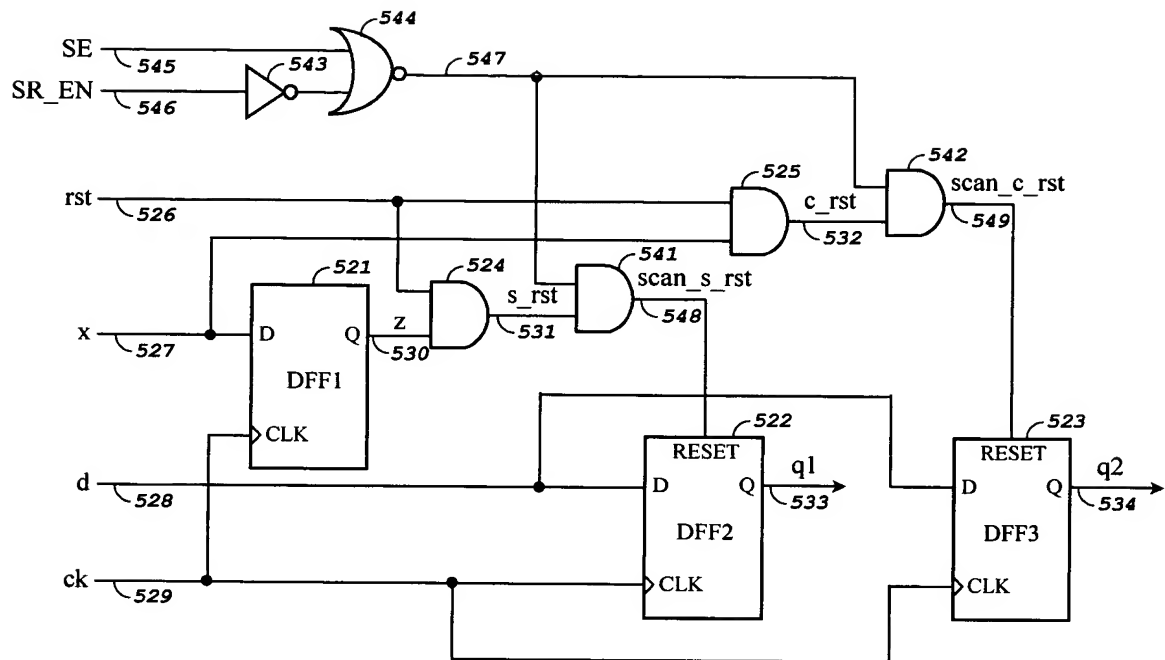 544
SE
545
543
547
SR_EN
546
542
525
scan_c_rst
rst
526
c_rst
532
549
541
521
524
scan_s_rst
s_rst
x
527
D
Q
z
530
531
548
DFF1
522
523
CLK
RESET
RESET
d
528
D
Q
q1
533
D
Q
q2
534
DFF2
DFF3
ck
529
CLK
CLK